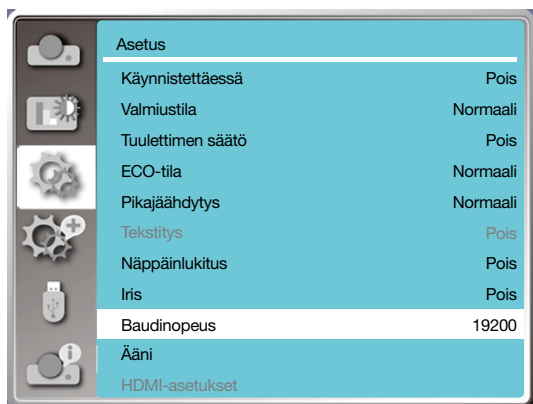 Asetus
Käynnistettäessä Pois
Valmiustila Normaali
Tuulettimen säätö Pois
ECO-tila Normaali
Pikajäähdytys Normaali
Tekstitys Pois
Näppäinlukitus Pois
Iris Pois
Baudinopeus 19200
Ääni
HDMI-asetukset